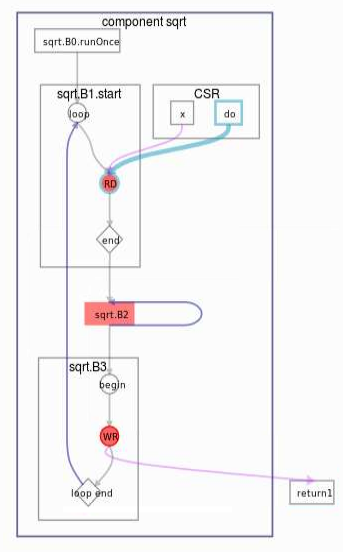 component sqrt
sqrt.B0.runOnce
sqrt.B1.start
CSR
loop
x
do
RD
end
sqrt.B2
sqrt.B3
begin
WR
loop end
return1